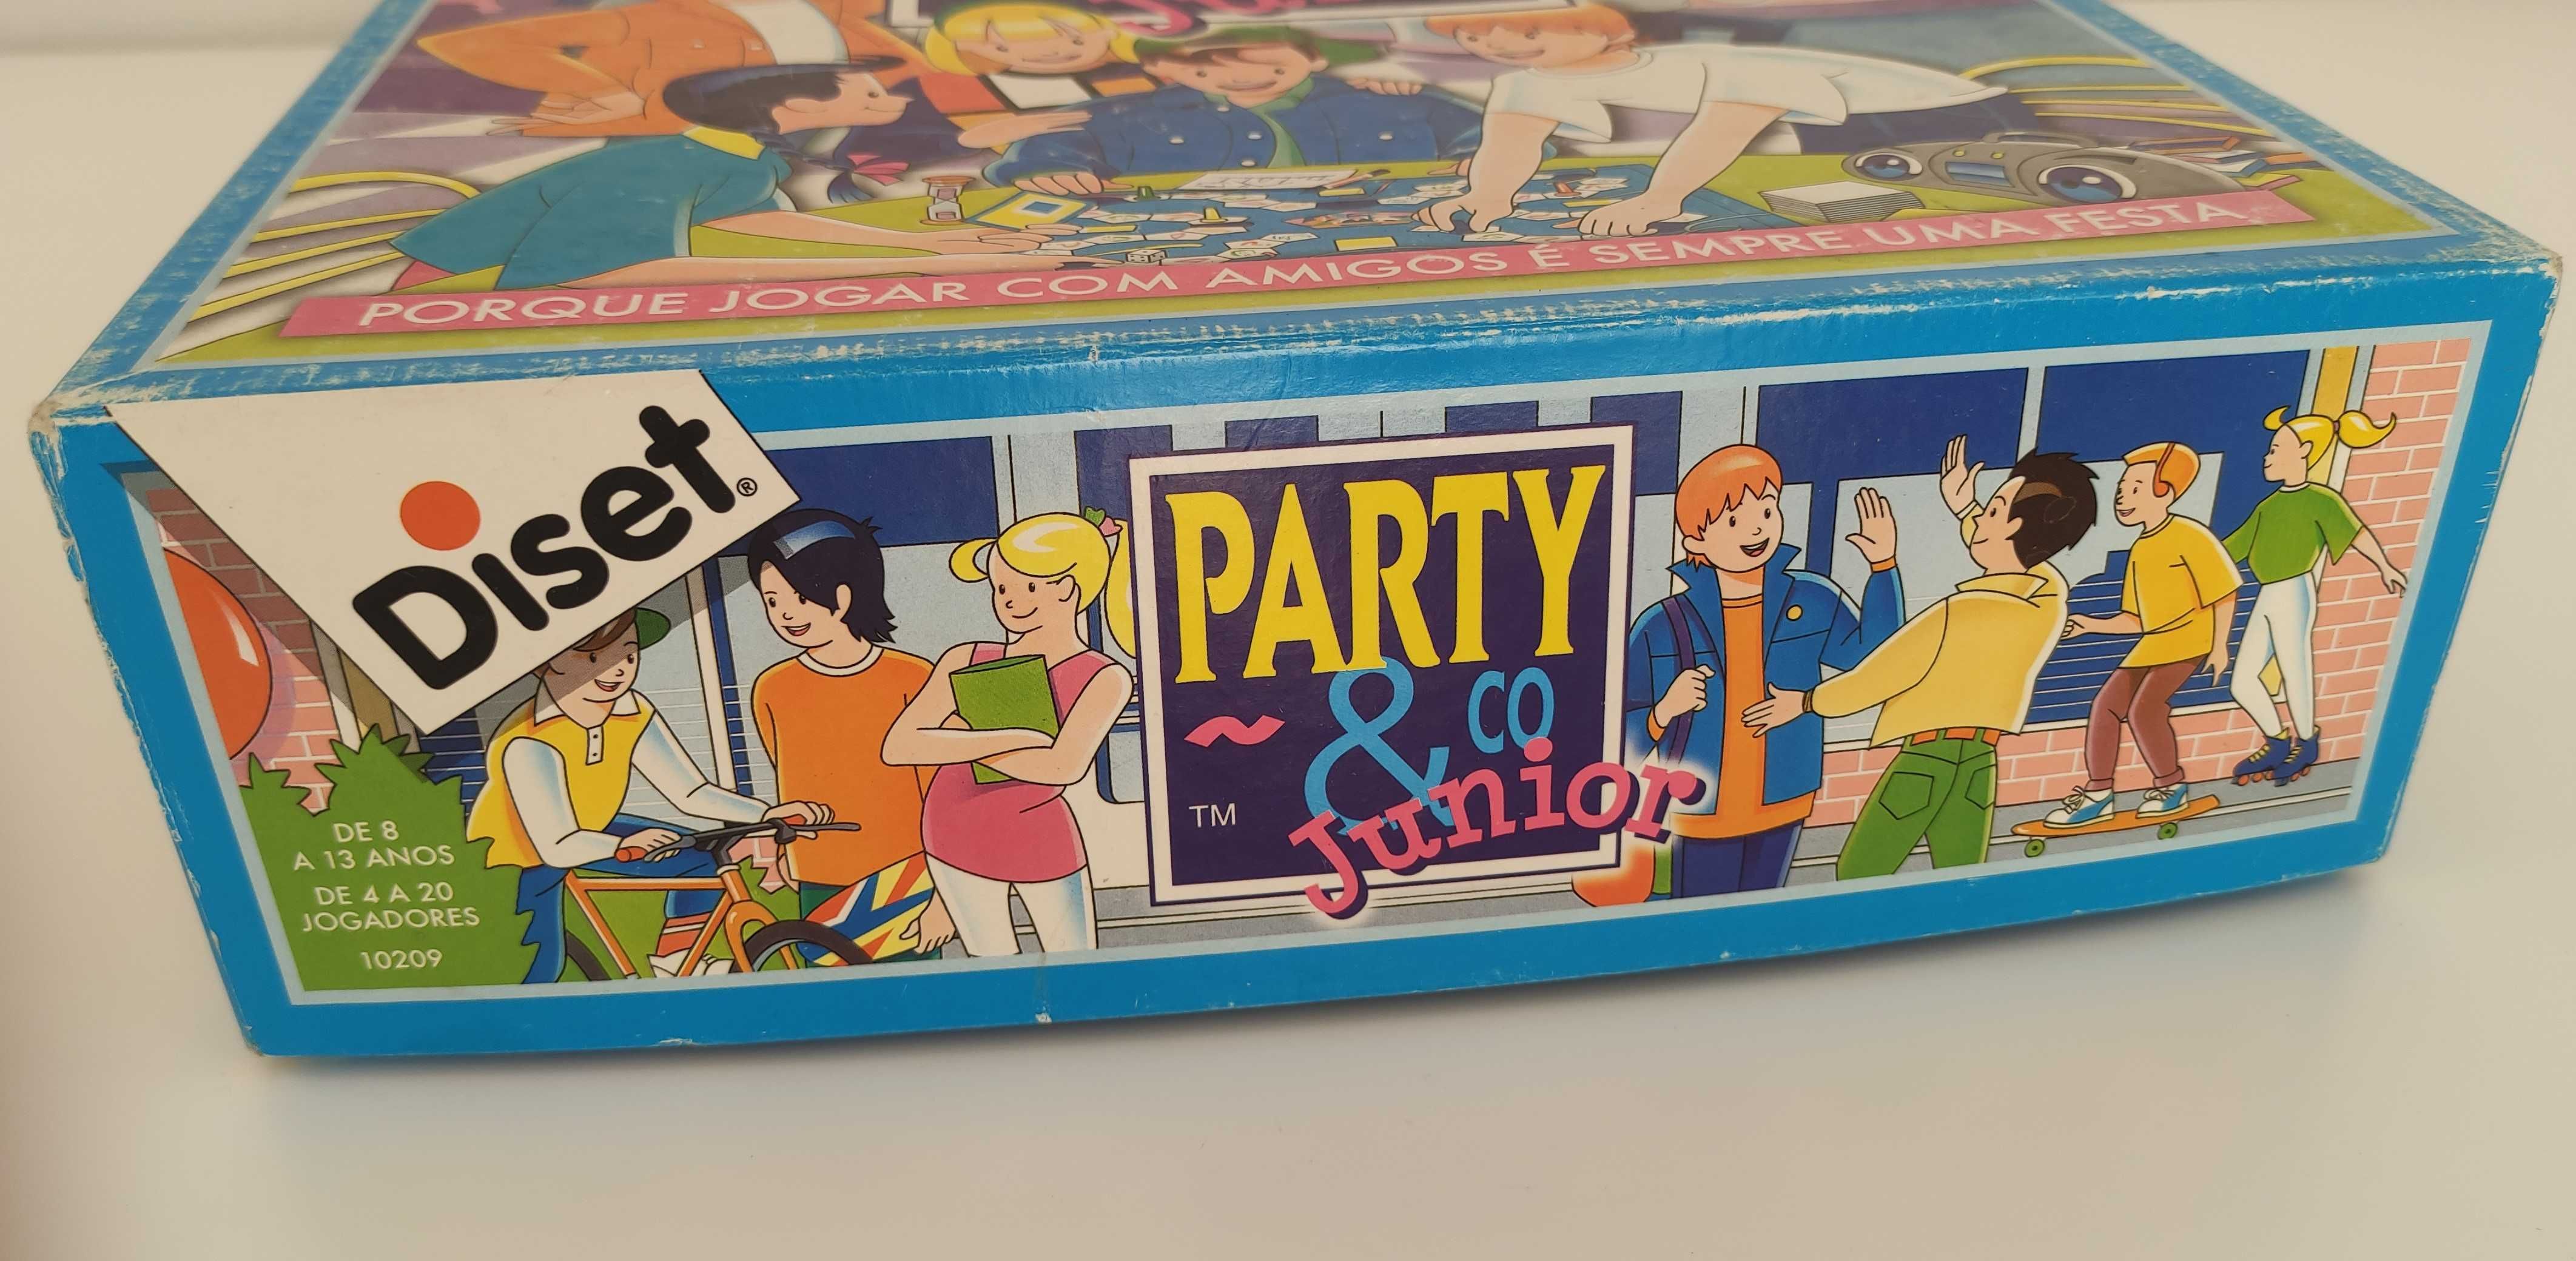 Junior
PORQUE JOGAR COM AMIGOS É SEMPRE UMA FESTA
Diset®
PARTY
& CO
Junior
TM
DE 8
A 13 ANOS
DE 4 A 20
JOGADORES
10209